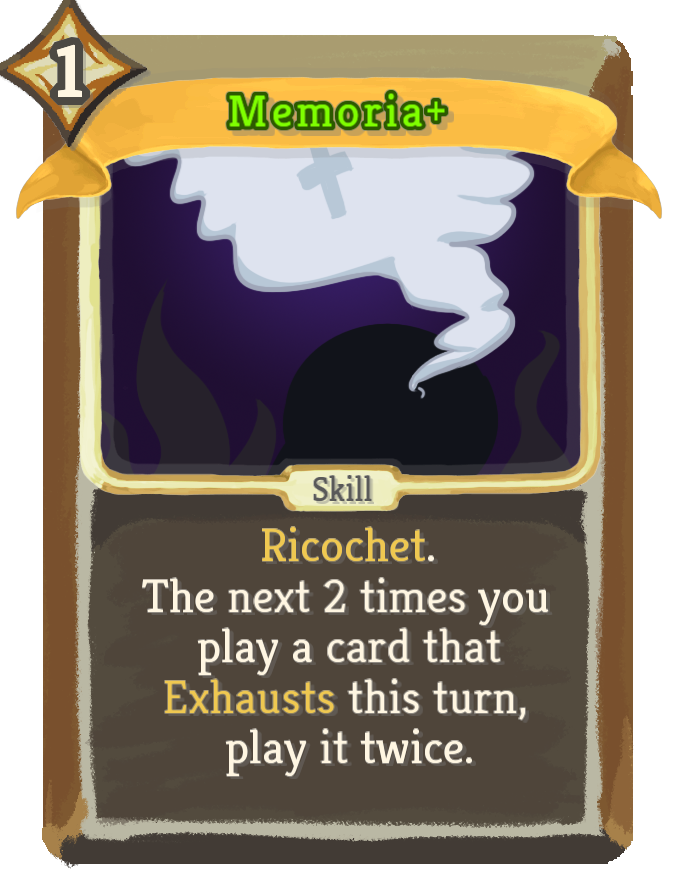 1
Memoria+
Skill
Ricochet.
The next 2 times you
play a card that
Exhausts this turn,
play it twice.